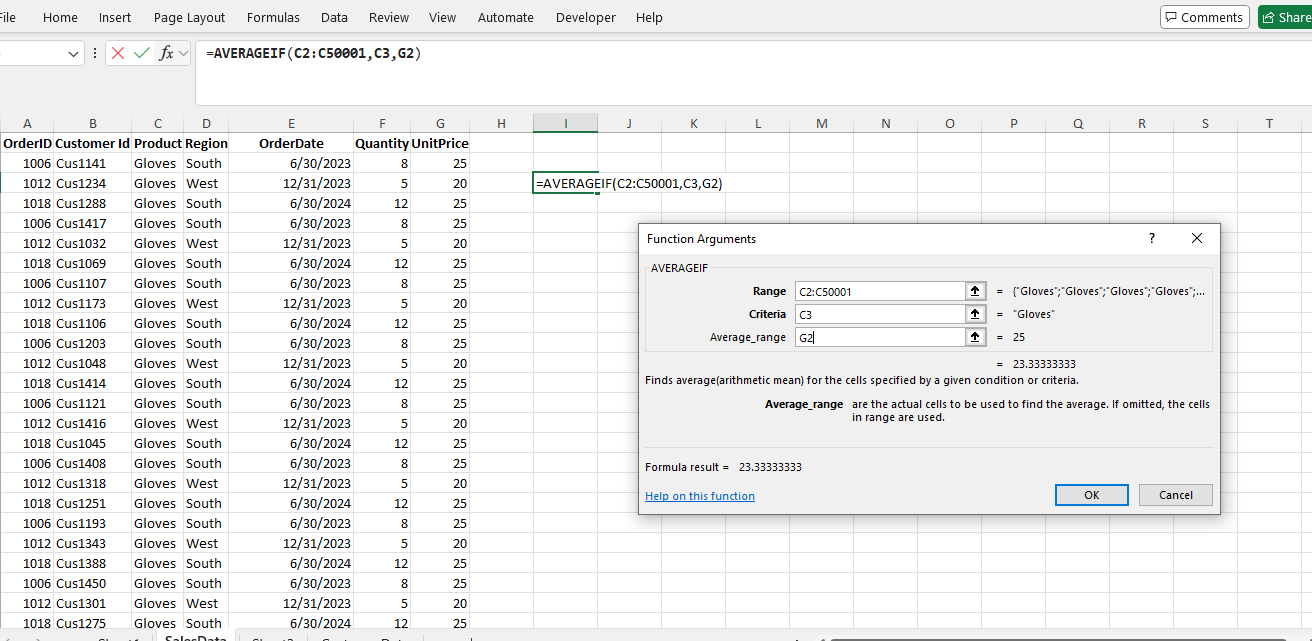 File Home Insert Page Layout Formulas Data Review View Automate Developer Help Comments Share
fx =AVERAGEIF(C2:C50001,C3,G2)
A B C D E F G H I J K L M N O P Q R S T
OrderID Customer Id Product Region OrderDate Quantity UnitPrice
1006 Cus1141 Gloves South 6/30/2023 8 25
1012 Cus1234 Gloves West 12/31/2023 5 20 =AVERAGEIF(C2:C50001,C3,G2)
1018 Cus1288 Gloves South 6/30/2024 12 25
1006 Cus1417 Gloves South 6/30/2023 8 25
1012 Cus1032 Gloves West 12/31/2023 5 20
1018 Cus1069 Gloves South 6/30/2024 12 25
1006 Cus1107 Gloves South 6/30/2023 8 25
1012 Cus1173 Gloves West 12/31/2023 5 20
1018 Cus1106 Gloves South 6/30/2024 12 25
1006 Cus1203 Gloves South 6/30/2023 8 25
1012 Cus1048 Gloves West 12/31/2023 5 20
1018 Cus1414 Gloves South 6/30/2024 12 25
1006 Cus1121 Gloves South 6/30/2023 8 25
1012 Cus1416 Gloves West 12/31/2023 5 20
1018 Cus1045 Gloves South 6/30/2024 12 25
1006 Cus1408 Gloves South 6/30/2023 8 25
1012 Cus1318 Gloves West 12/31/2023 5 20
1018 Cus1251 Gloves South 6/30/2024 12 25
1006 Cus1193 Gloves South 6/30/2023 8 25
1012 Cus1343 Gloves West 12/31/2023 5 20
1018 Cus1388 Gloves South 6/30/2024 12 25
1006 Cus1450 Gloves South 6/30/2023 8 25
1012 Cus1301 Gloves West 12/31/2023 5 20
1018 Cus1275 Gloves South 6/30/2024 12 25
Function Arguments ?
AVERAGEIF
Range C2:C50001 = {"Gloves";"Gloves";"Gloves";"Gloves";...
Criteria C3 = "Gloves"
Average_range G2 = 25
= 23.33333333
Finds average(arithmetic mean) for the cells specified by a given condition or criteria.
Average_range are the actual cells to be used to find the average. If omitted, the cells
in range are used.
Formula result = 23.33333333
Help on this function OK Cancel
SalesData